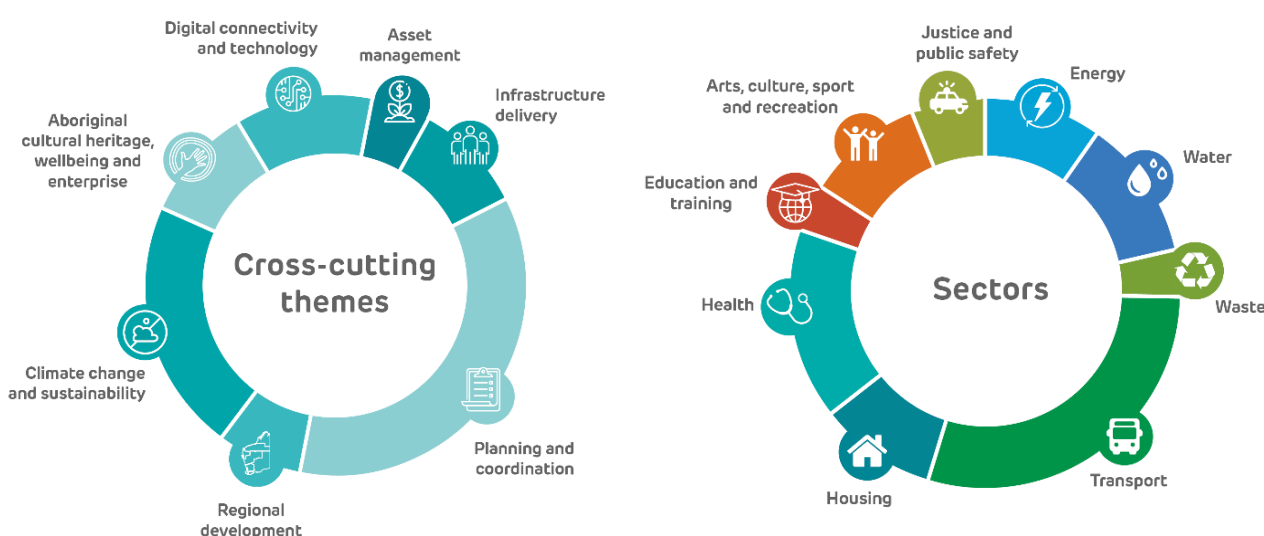 Digital connectivity
and technology
Asset
management
Infrastructure
delivery
Aboriginal
cultural heritage,
wellbeing and
enterprise
Cross-cutting
themes
Climate change
and sustainability
Planning and
coordination
Regional
development
Justice and
public safety
Energy
Arts, culture, sport
and recreation
Water
Education and
training
Sectors
Health
Waste
Transport
Housing